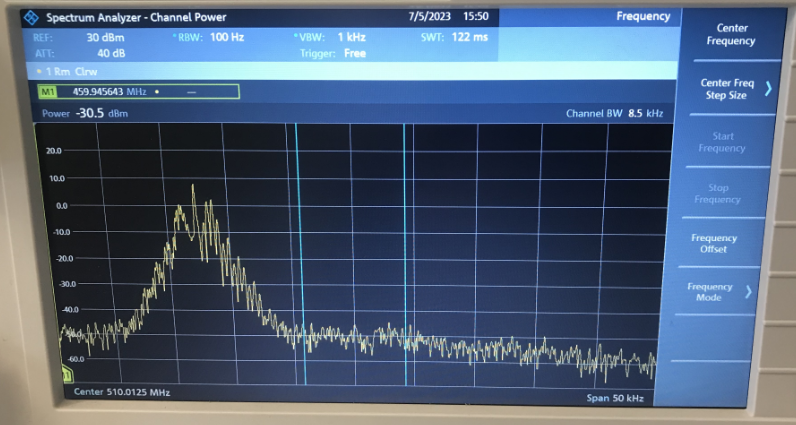 Spectrum Analyzer - Channel Power 7/5/2023 15:50 Frequency
REF: 30 dBm *RBW: 100 Hz *VBW: 1 kHz SWT: 122 ms
ATT: 40 dB Trigger: Free
1 Rm Clrw
M1 459.945643 MHz • —
Power -30.5 dBm Channel BW 8.5 kHz
20.0
10.0
0.0
-10.0
-20.0
-30.0
-40.0
-60.0
Center 510.0125 MHz Span 50 kHz
Center
Frequency
Center Freq
Step Size
Start
Frequency
Stop
Frequency
Frequency
Offset
Frequency
Mode